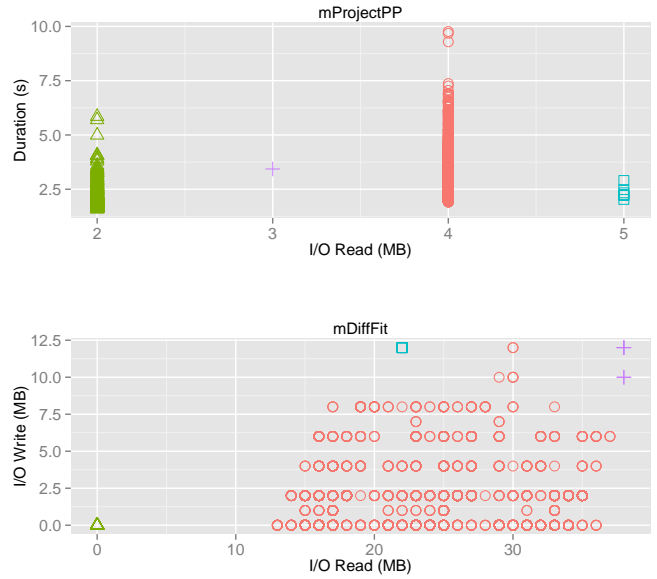 mProjectPP
10.0
7.5
5.0
2.5
Duration (s)
2 3 4 5
I/O Read (MB)
mDiffFit
12.5
10.0
7.5
5.0
2.5
0.0
I/O Write (MB)
0 10 20 30
I/O Read (MB)